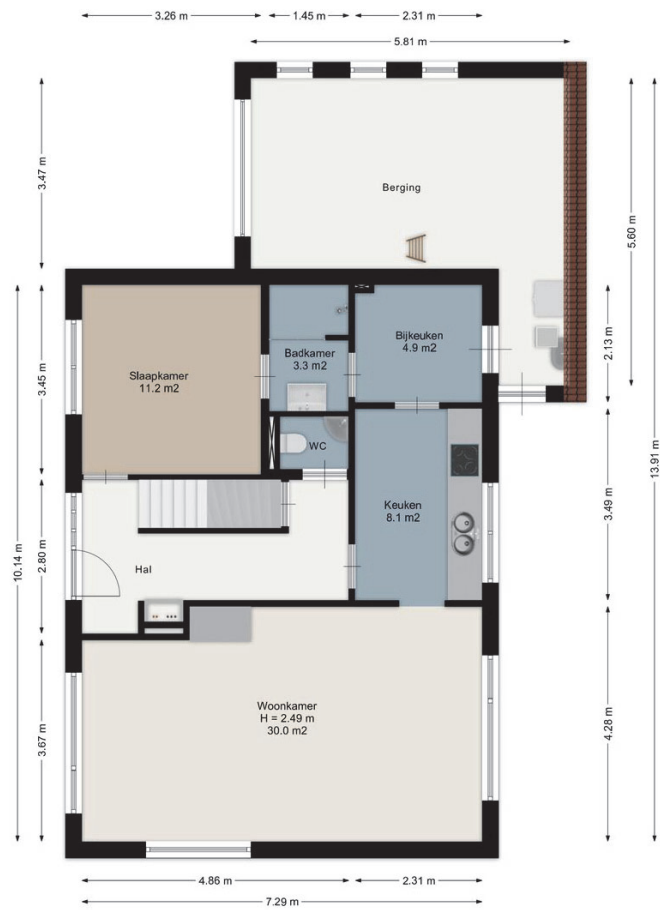 3.26 m
1.45 m
2.31 m
5.81 m
3.47 m
Berging
5.60 m
13.91 m
2.13 m
10.14 m
3.45 m
Slaapkamer
11.2 m2
Badkamer
3.3 m2
Bijkeuken
4.9 m2
WC
Keuken
8.1 m2
3.49 m
2.80 m
Hal
Woonkamer
H = 2.49 m
30.0 m2
3.67 m
4.28 m
4.86 m
2.31 m
7.29 m